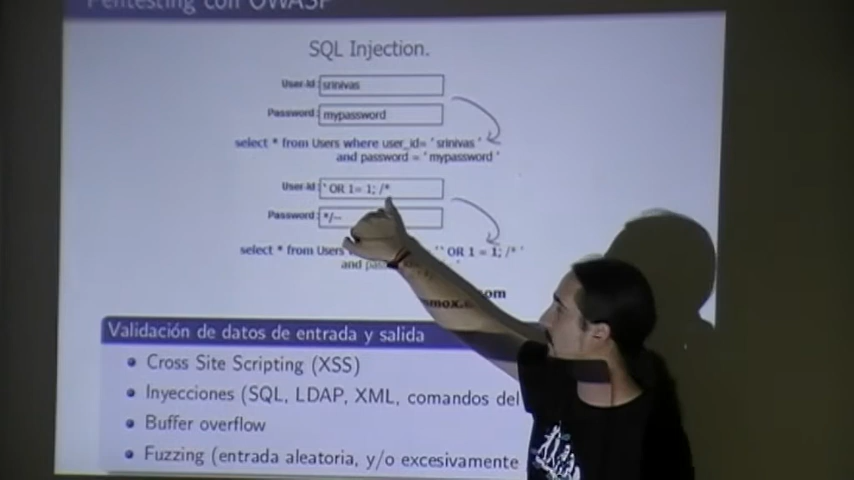 Pentesting con OWASP
SQL Injection.
User-Id: srinivas
Password: mypassword
select * from Users where user_id= 'srinivas'
and password = 'mypassword'
User-Id: ' OR 1= 1; /*
Password: */--
select * from Users '' OR 1 = 1; /* '
and
.com
Validación de datos de entrada y salida
• Cross Site Scripting (XSS)
• Inyecciones (SQL, LDAP, XML, comandos del
• Buffer overflow
• Fuzzing (entrada aleatoria, y/o excesivamente